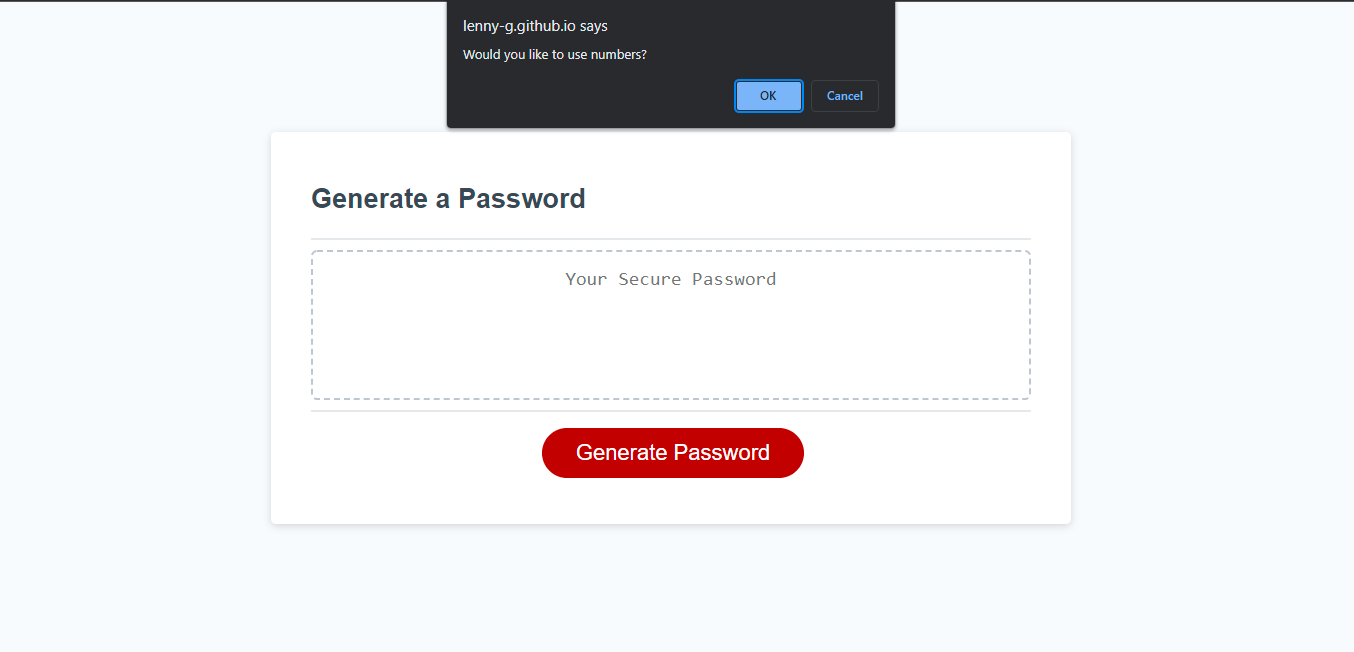 lenny-g.github.io says
Would you like to use numbers?
OK
Cancel
Generate a Password
Your Secure Password
Generate Password